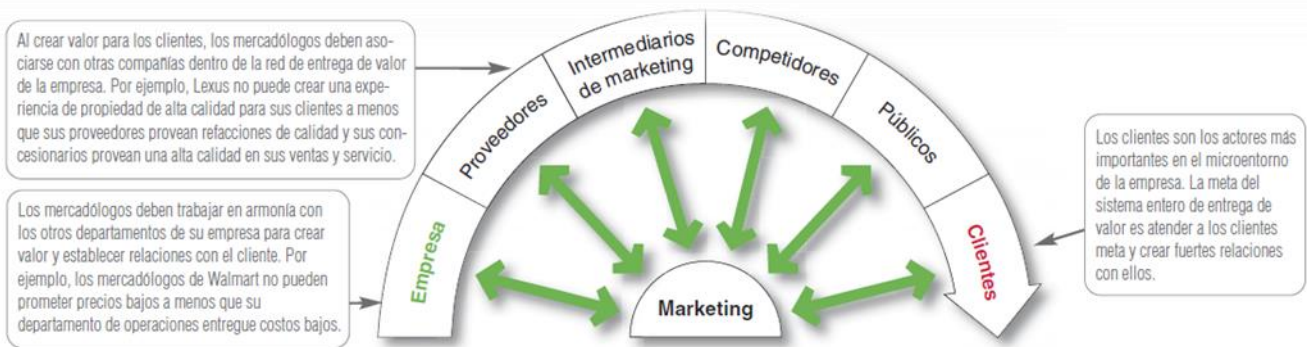 Al crear valor para los clientes, los mercadólogos deben aso-
ciarse con otras compañías dentro de la red de entrega de valor
de la empresa. Por ejemplo, Lexus no puede crear una expe-
riencia de propiedad de alta calidad para sus clientes a menos
que sus proveedores provean refacciones de calidad y sus con-
cesionarios provean una alta calidad en sus ventas y servicio.
Los mercadólogos deben trabajar en armonía con
los otros departamentos de su empresa para crear
valor y establecer relaciones con el cliente. Por
ejemplo, los mercadólogos de Walmart no pueden
prometer precios bajos a menos que su
departamento de operaciones entregue costos bajos.
Empresa
Proveedores
Intermediarios
de marketing
Competidores
Públicos
Clientes
Marketing
Los clientes son los actores más
importantes en el microentorno
de la empresa. La meta del
sistema entero de entrega de
valor es atender a los clientes
meta y crear fuertes relaciones
con ellos.